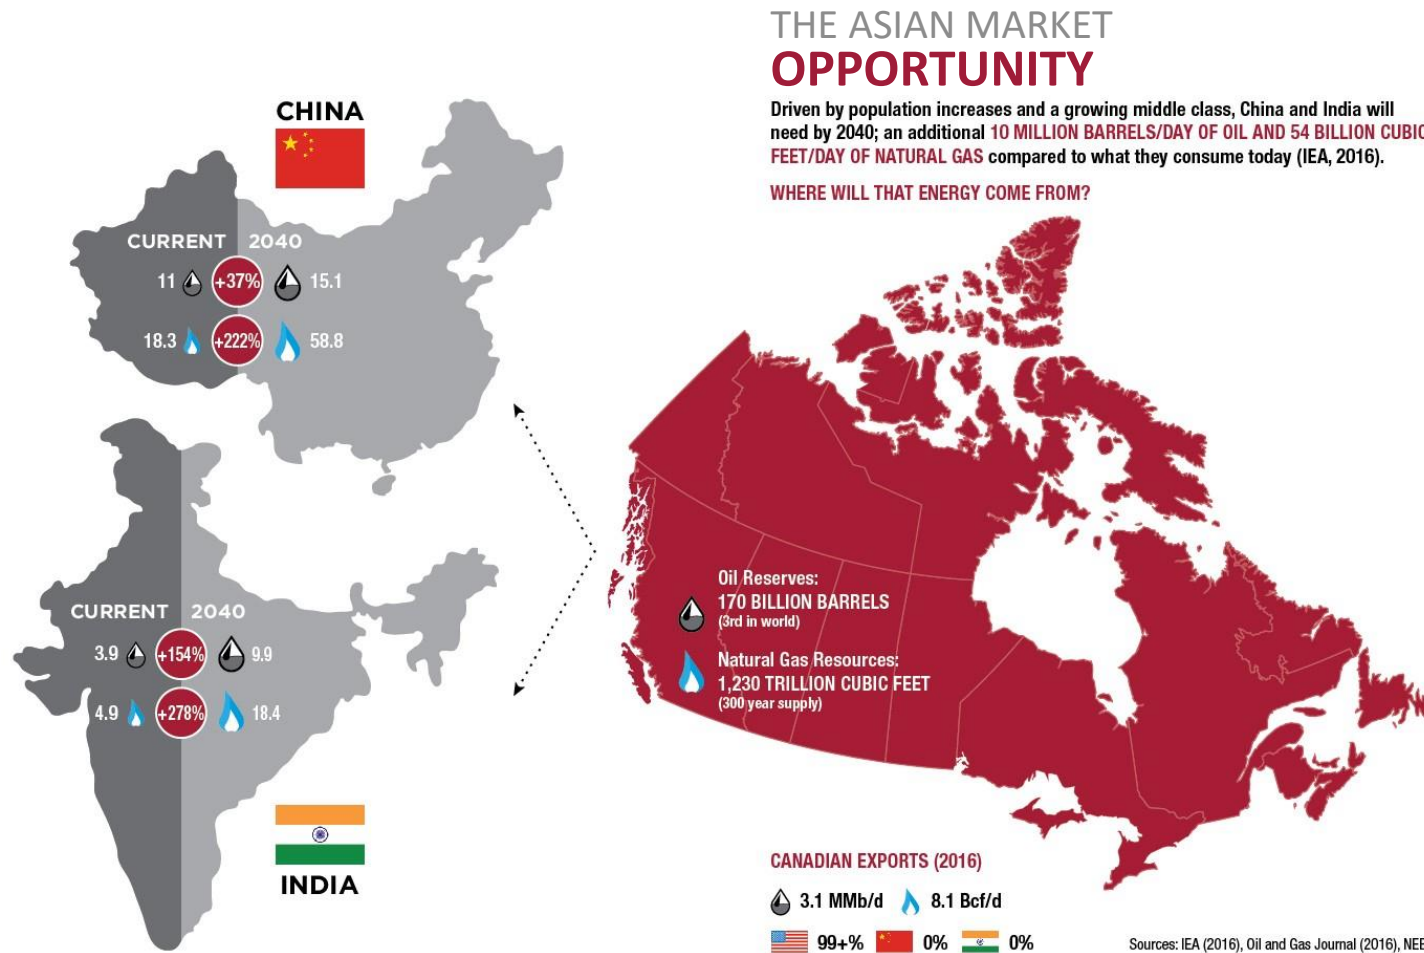 THE ASIAN MARKET
OPPORTUNITY
Driven by population increases and a growing middle class, China and India will
need by 2040; an additional 10 MILLION BARRELS/DAY OF OIL AND 54 BILLION CUBIC
FEET/DAY OF NATURAL GAS compared to what they consume today (IEA, 2016).
WHERE WILL THAT ENERGY COME FROM?
CHINA
CURRENT 2040
11 +37% 15.1
18.3 +222% 58.8
CURRENT 2040
3.9 +154% 9.9
4.9 +278% 18.4
INDIA
Oil Reserves:
170 BILLION BARRELS
(3rd in world)
Natural Gas Resources:
1,230 TRILLION CUBIC FEET
(300 year supply)
CANADIAN EXPORTS (2016)
3.1 MMb/d 8.1 Bcf/d
99+% 0% 0%
Sources: IEA (2016), Oil and Gas Journal (2016),